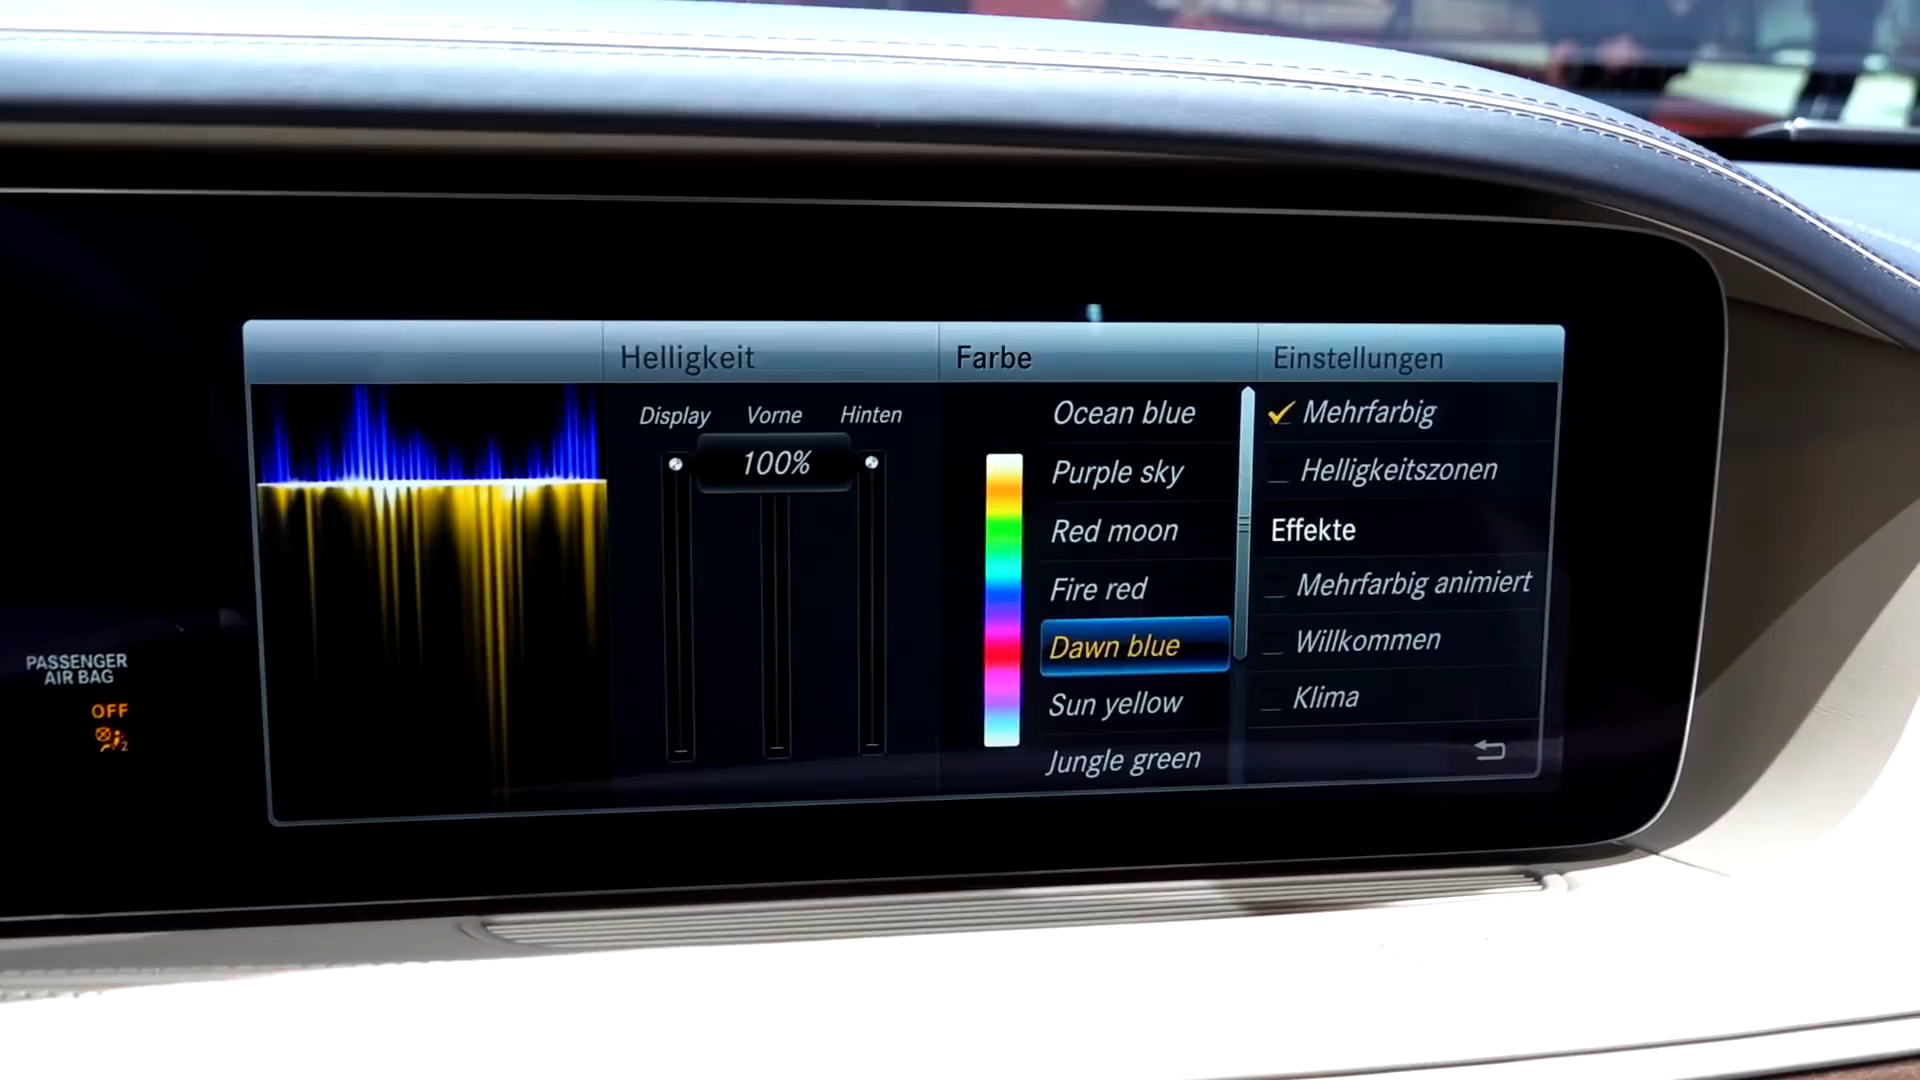 Helligkeit
Farbe
Einstellungen
Display
Vorne
Hinten
100%
Ocean blue
Purple sky
Red moon
Fire red
Dawn blue
Sun yellow
Jungle green
Mehrfarbig
Helligkeitszonen
Effekte
Mehrfarbig animiert
Willkommen
Klima
PASSENGER
AIR BAG
OFF
2